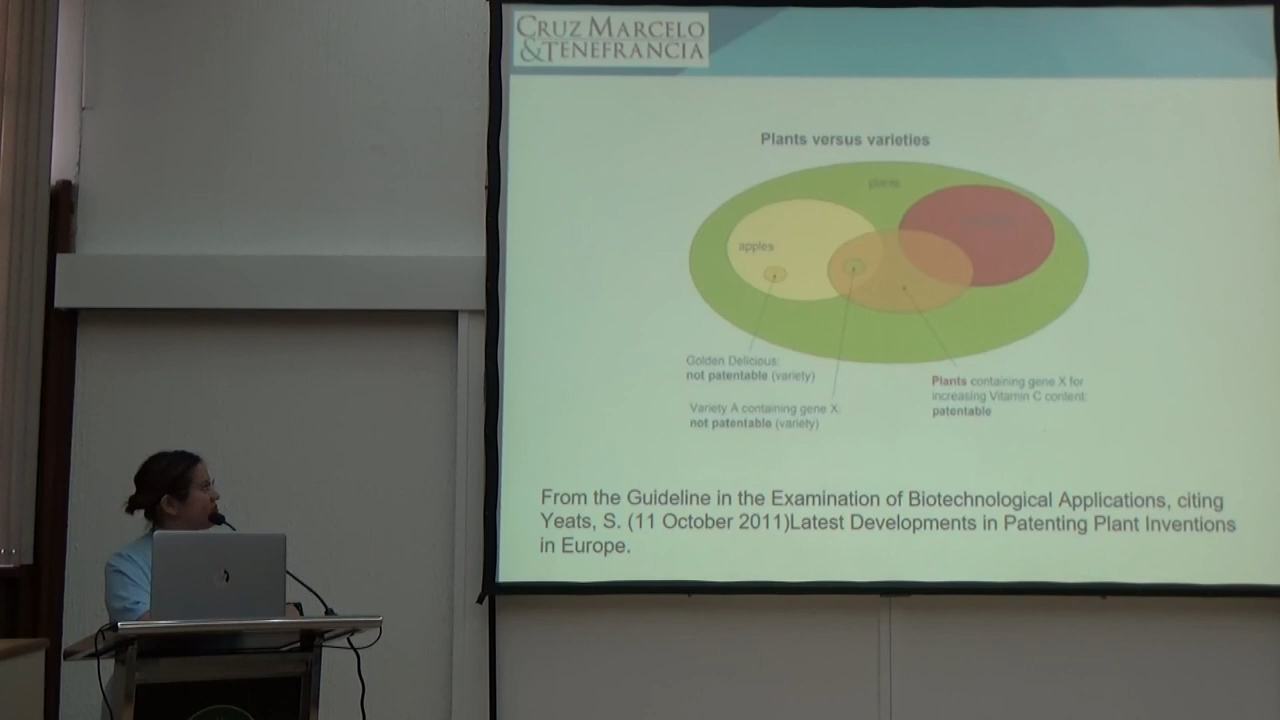 CRUZ MARCELO
&TENEFRANCIA
Plants versus varieties
plants
apples
Golden Delicious:
not patentable (variety)
Variety A containing gene X:
not patentable (variety)
Plants containing gene X for
increasing Vitamin C content:
patentable
From the Guideline in the Examination of Biotechnological Applications, citing
Yeats, S. (11 October 2011)Latest Developments in Patenting Plant Inventions
in Europe.